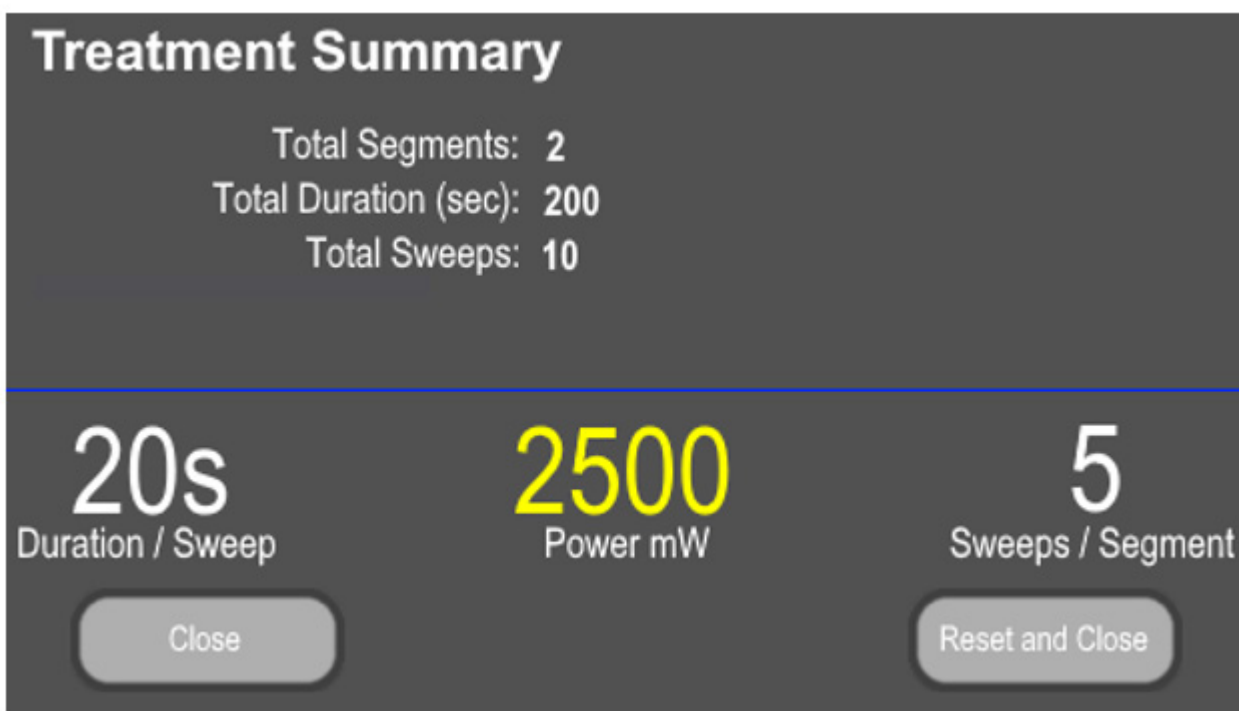 Treatment Summary
Total Segments: 2
Total Duration (sec): 200
Total Sweeps: 10
20s 2500 5
Duration / Sweep Power mW Sweeps / Segment
Close Reset and Close